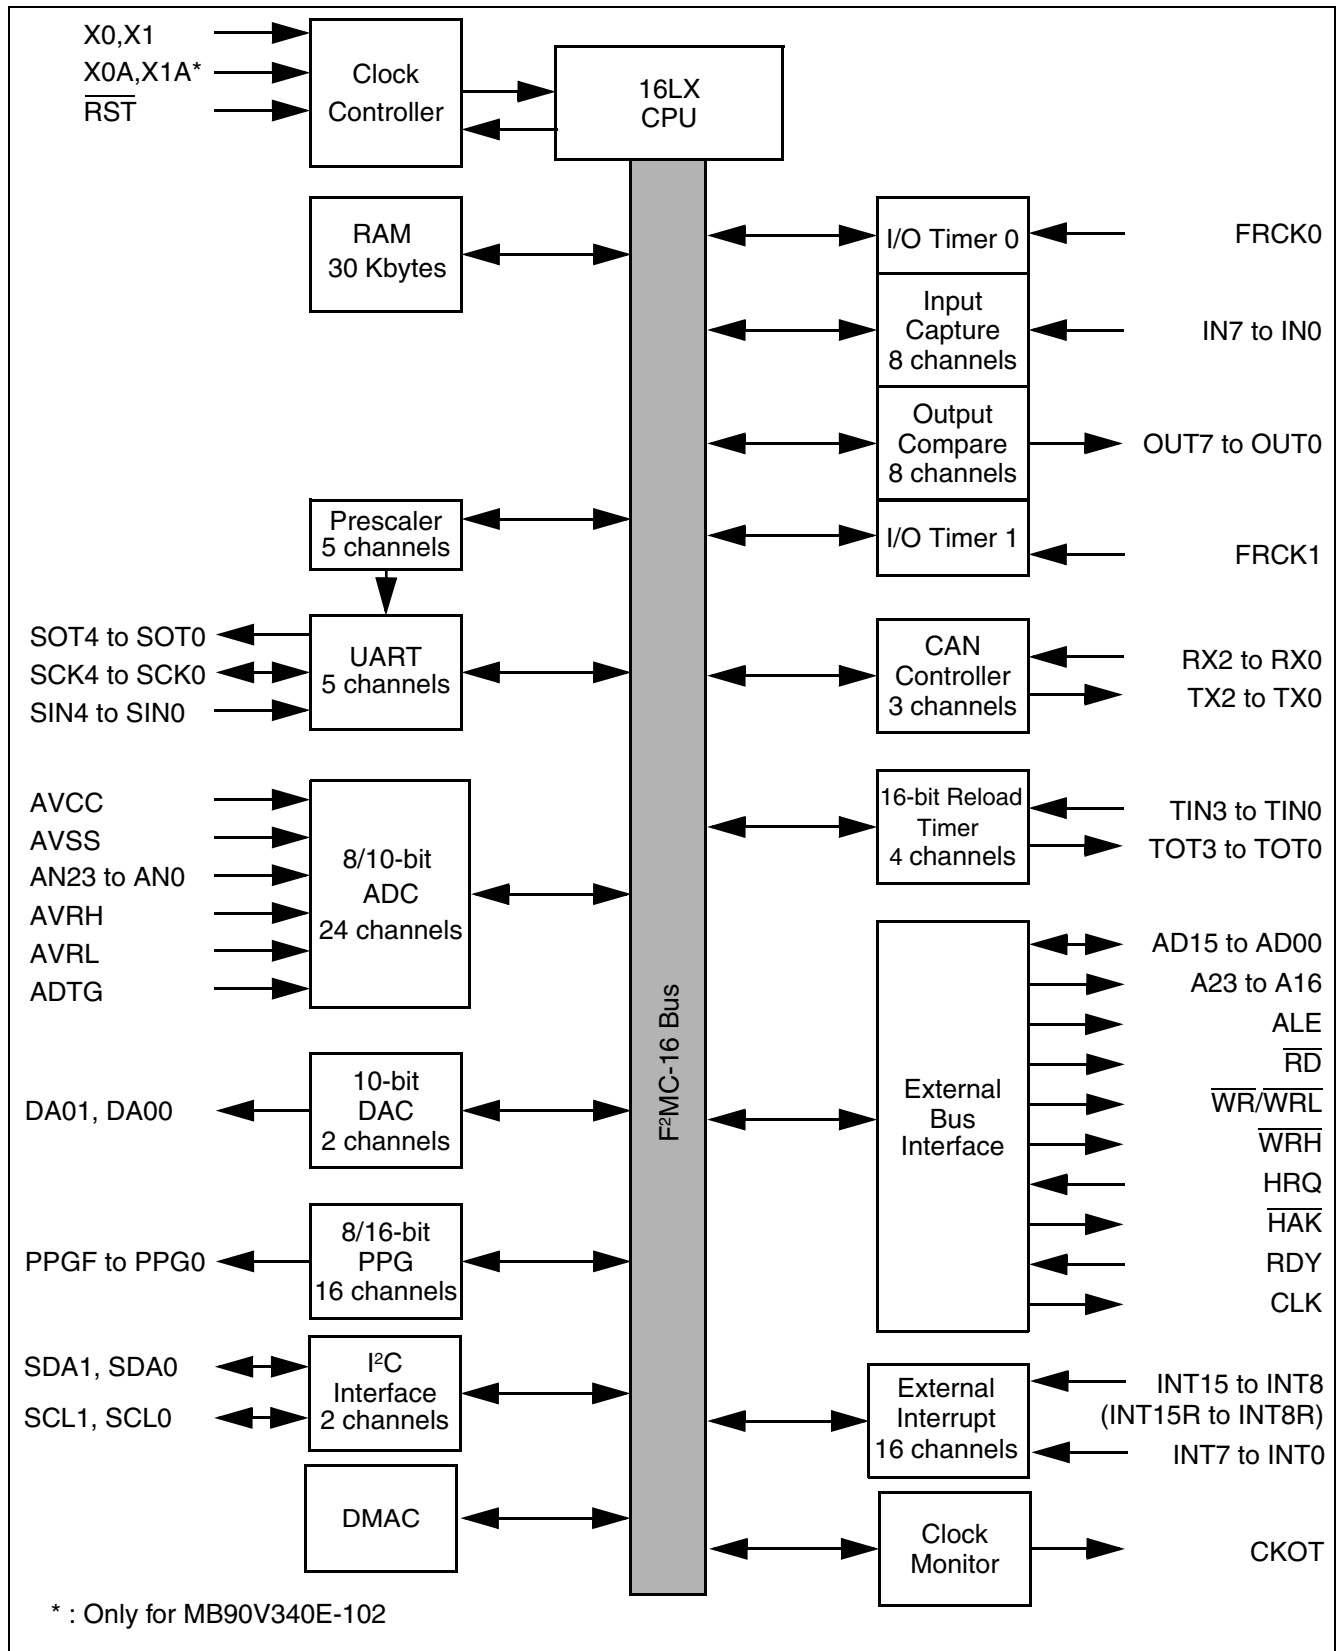 X0,X1
X0A,X1A*
RST
Clock
Controller
16LX
CPU
RAM
30 Kbytes
Prescaler
5 channels
SOT4 to SOT0
SCK4 to SCK0
SIN4 to SIN0
UART
5 channels
AVCC
AVSS
AN23 to AN0
AVRH
AVRL
ADTG
8/10-bit
ADC
24 channels
DA01, DA00
10-bit
DAC
2 channels
PPGF to PPG0
8/16-bit
PPG
16 channels
SDA1, SDA0
SCL1, SCL0
I²C
Interface
2 channels
DMAC
F²MC-16 Bus
I/O Timer 0
FRCK0
Input
Capture
8 channels
IN7 to IN0
Output
Compare
8 channels
OUT7 to OUT0
I/O Timer 1
FRCK1
CAN
Controller
3 channels
RX2 to RX0
TX2 to TX0
16-bit Reload
Timer
4 channels
TIN3 to TIN0
TOT3 to TOT0
External
Bus
Interface
AD15 to AD00
A23 to A16
ALE
RD
WR/WRL
WRH
HRQ
HAK
RDY
CLK
External
Interrupt
16 channels
INT15 to INT8
(INT15R to INT8R)
INT7 to INT0
Clock
Monitor
CKOT
* : Only for MB90V340E-102